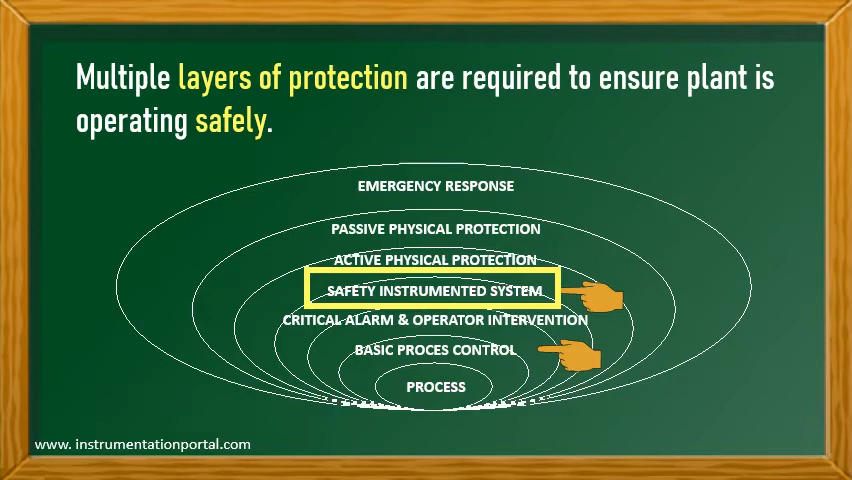 Multiple layers of protection are required to ensure plant is
operating safely.
EMERGENCY RESPONSE
PASSIVE PHYSICAL PROTECTION
ACTIVE PHYSICAL PROTECTION
SAFETY INSTRUMENTED SYSTEM
CRITICAL ALARM & OPERATOR INTERVENTION
BASIC PROCES CONTROL
PROCESS
www. instrumentationportal.com